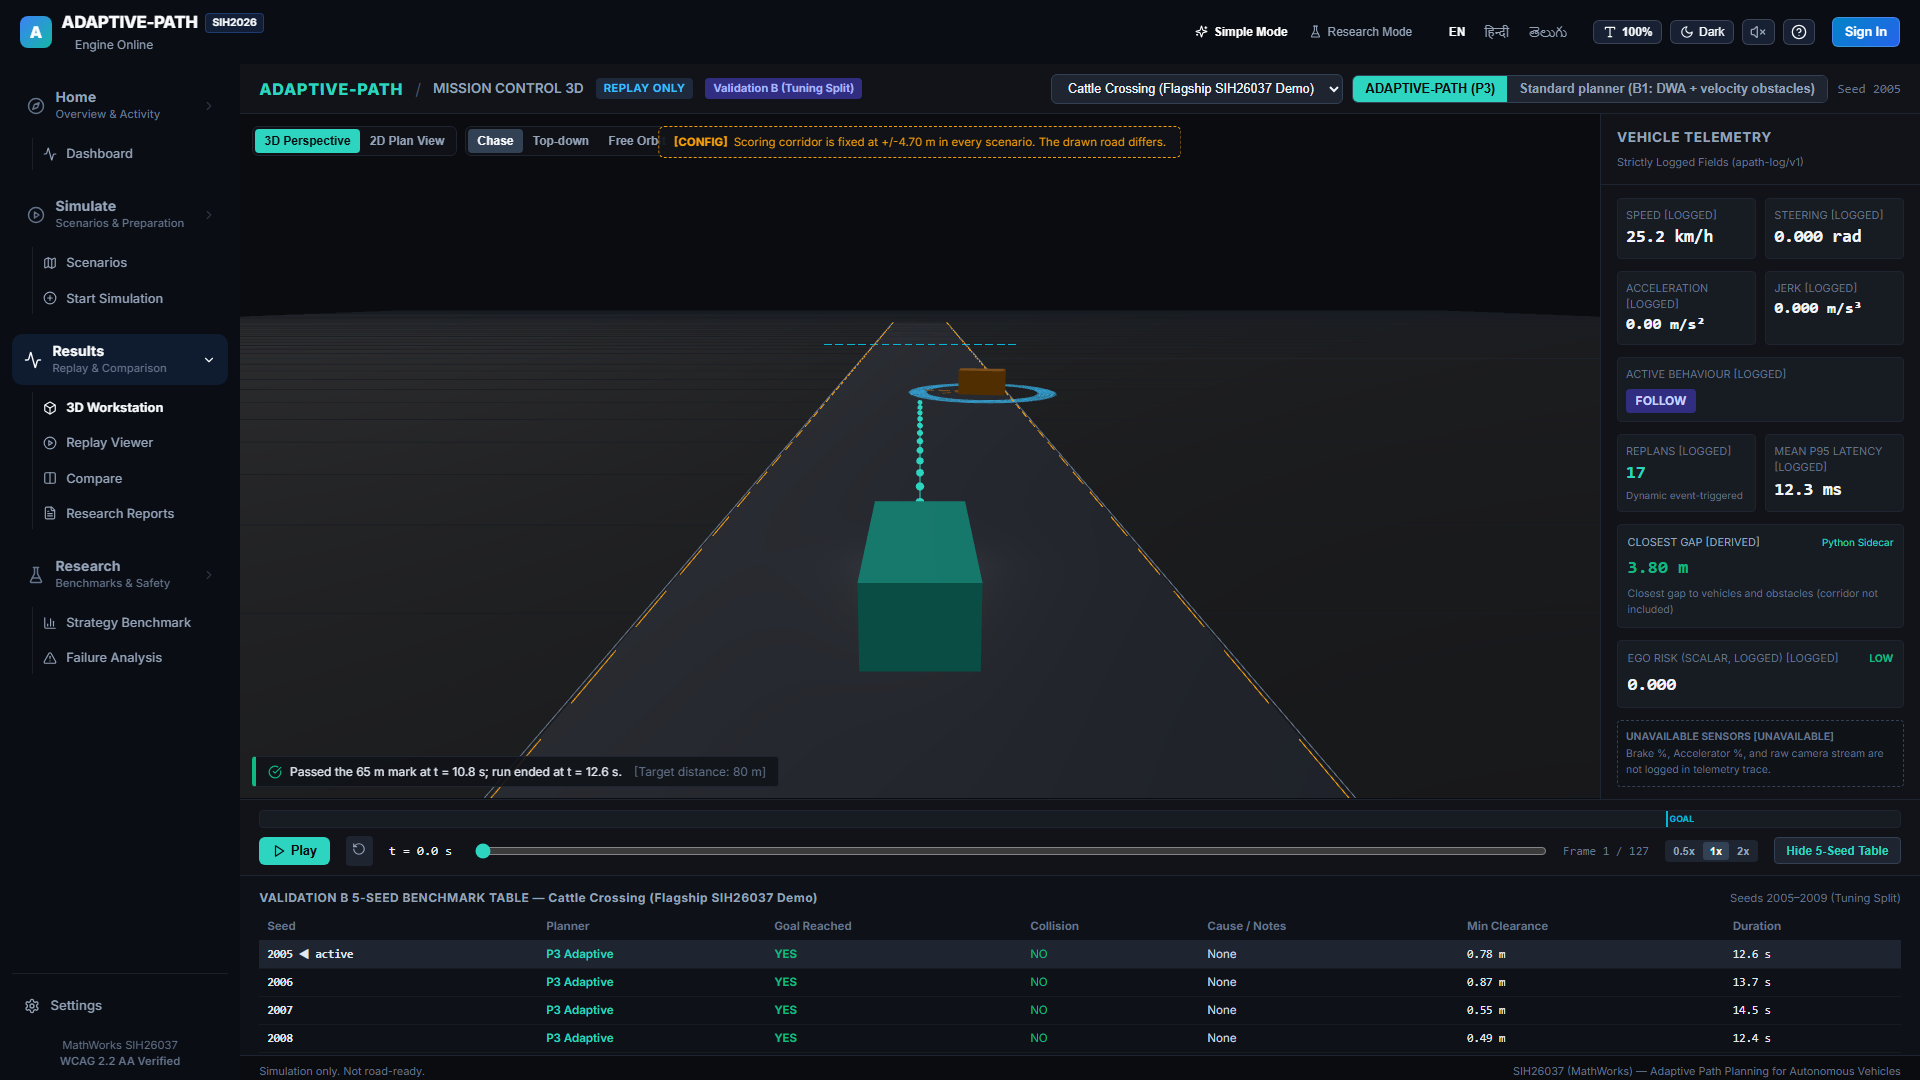 A
ADAPTIVE-PATH SIH2026
Engine Online
Simple Mode
Research Mode
EN
हिन्दी
తెలుగు
100%
Dark
Sign In
Home
Overview & Activity
Dashboard
Simulate
Scenarios & Preparation
Scenarios
Start Simulation
Results
Replay & Comparison
3D Workstation
Replay Viewer
Compare
Research Reports
Research
Benchmarks & Safety
Strategy Benchmark
Failure Analysis
Settings
MathWorks SIH26037
WCAG 2.2 AA Verified
ADAPTIVE-PATH / MISSION CONTROL 3D REPLAY ONLY Validation B (Tuning Split)
Cattle Crossing (Flagship SIH26037 Demo)
ADAPTIVE-PATH (P3) Standard planner (B1: DWA + velocity obstacles) Seed 2005
3D Perspective 2D Plan View
Chase Top-down Free Orb
[CONFIG] Scoring corridor is fixed at +/-4.70 m in every scenario. The drawn road differs.
Passed the 65 m mark at t = 10.8 s; run ended at t = 12.6 s. [Target distance: 80 m]
VEHICLE TELEMETRY
Strictly Logged Fields (apath-log/v1)
SPEED [LOGGED]
25.2 km/h
STEERING [LOGGED]
0.000 rad
ACCELERATION
[LOGGED]
0.00 m/s²
JERK [LOGGED]
0.000 m/s³
ACTIVE BEHAVIOUR [LOGGED]
FOLLOW
REPLANS [LOGGED]
17
Dynamic event-triggered
MEAN P95 LATENCY
[LOGGED]
12.3 ms
CLOSEST GAP [DERIVED] Python Sidecar
3.80 m
Closest gap to vehicles and obstacles (corridor not
included)
EGO RISK (SCALAR, LOGGED) [LOGGED] LOW
0.000
UNAVAILABLE SENSORS [UNAVAILABLE]
Brake %, Accelerator %, and raw camera stream are
not logged in telemetry trace.
GOAL
Play
t = 0.0 s
Frame 1 / 127
0.5x 1x 2x
Hide 5-Seed Table
VALIDATION B 5-SEED BENCHMARK TABLE — Cattle Crossing (Flagship SIH26037 Demo) Seeds 2005–2009 (Tuning Split)
Seed Planner Goal Reached Collision Cause / Notes Min Clearance Duration
2005 ◀ active P3 Adaptive YES NO None 0.78 m 12.6 s
2006 P3 Adaptive YES NO None 0.87 m 13.7 s
2007 P3 Adaptive YES NO None 0.55 m 14.5 s
2008 P3 Adaptive YES NO None 0.49 m 12.4 s
Simulation only. Not road-ready. SIH26037 (MathWorks) — Adaptive Path Planning for Autonomous Vehicles